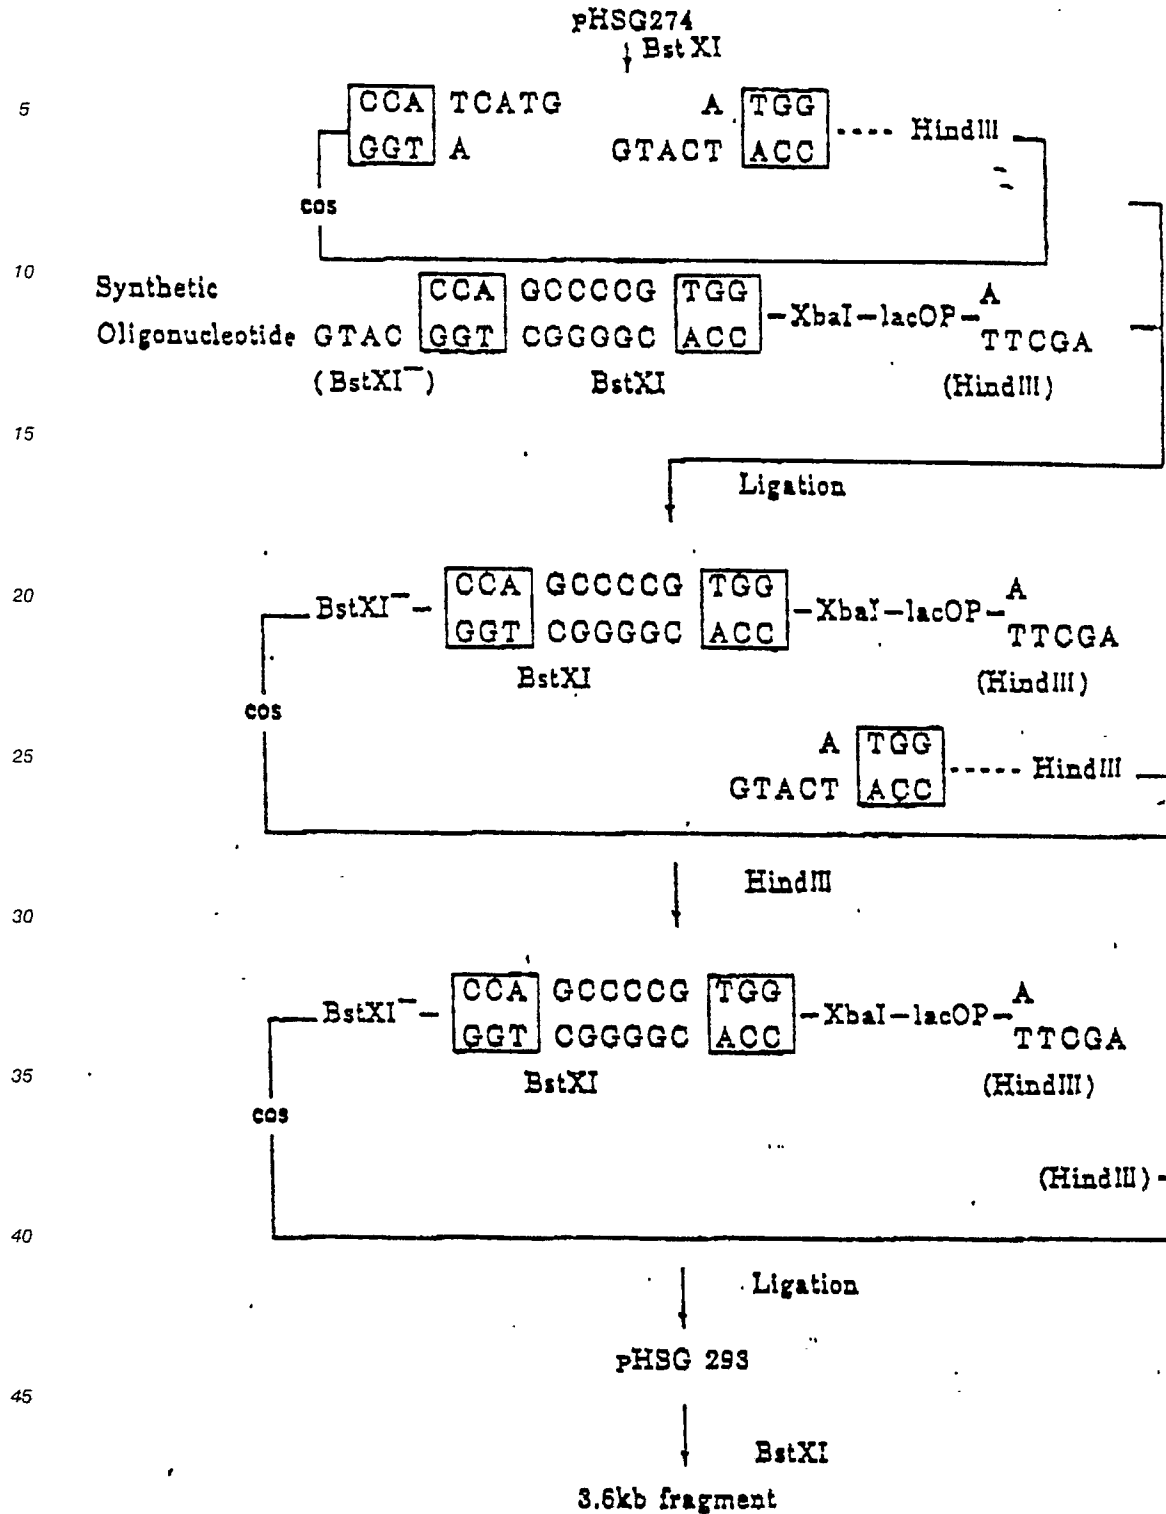 pHSG274
BstXI
5
CCA TCATG A TGG
---- HindIII
GGT A GTACT ACC
cos
10
Synthetic CCA GCCCCG TGG A
-XbaI-lacOP-
Oligonucleotide GTAC GGT CGGGGC ACC TTCGA
(BstXI⁻) BstXI (HindIII)
15
Ligation
20
CCA GCCCCG TGG A
BstXI⁻- -XbaI-lacOP-
GGT CGGGGC ACC TTCGA
BstXI (HindIII)
cos
25
A TGG
----- HindIII
GTACT ACC
HindIII
30
CCA GCCCCG TGG A
BstXI⁻- -XbaI-lacOP-
GGT CGGGGC ACC TTCGA
35
BstXI (HindIII)
cos
(HindIII)-
40
Ligation
pHSG 293
45
BstXI
3.6kb fragment